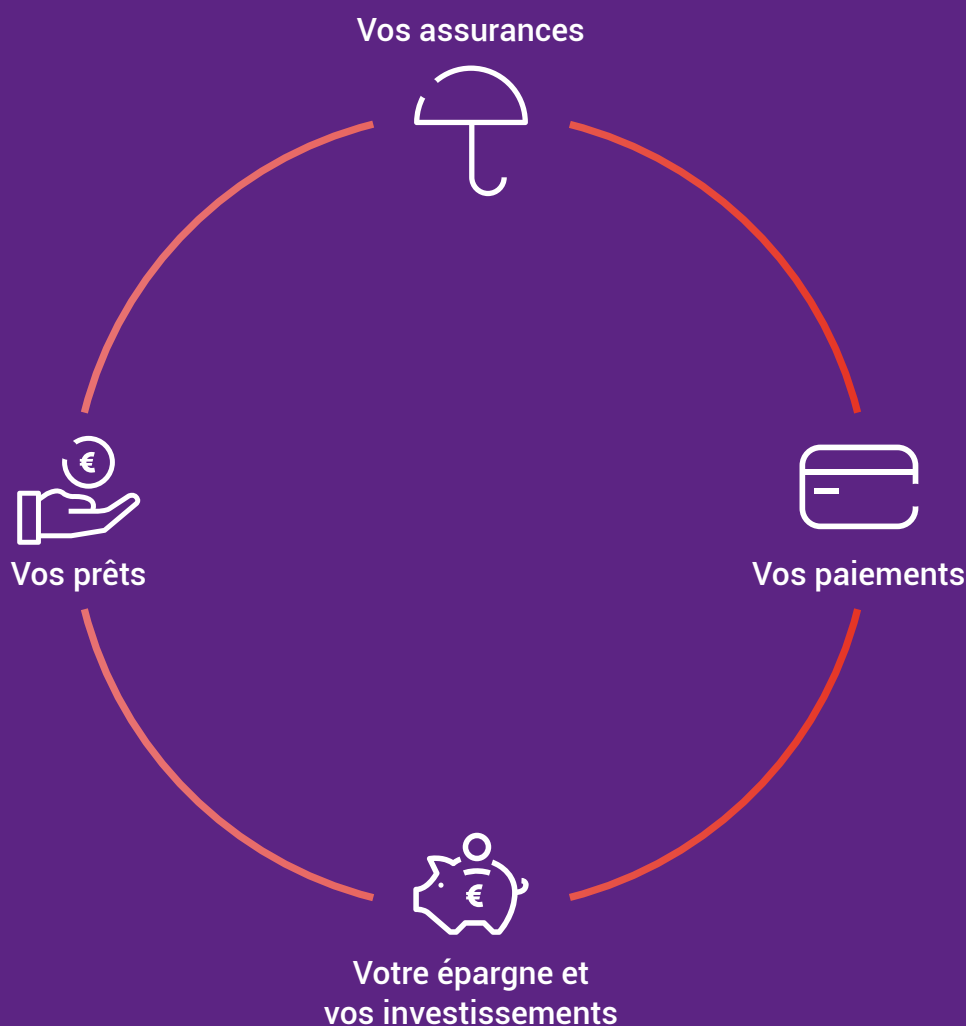 Vos assurances
€
Vos prêts
Vos paiements
€
Votre épargne et
vos investissements